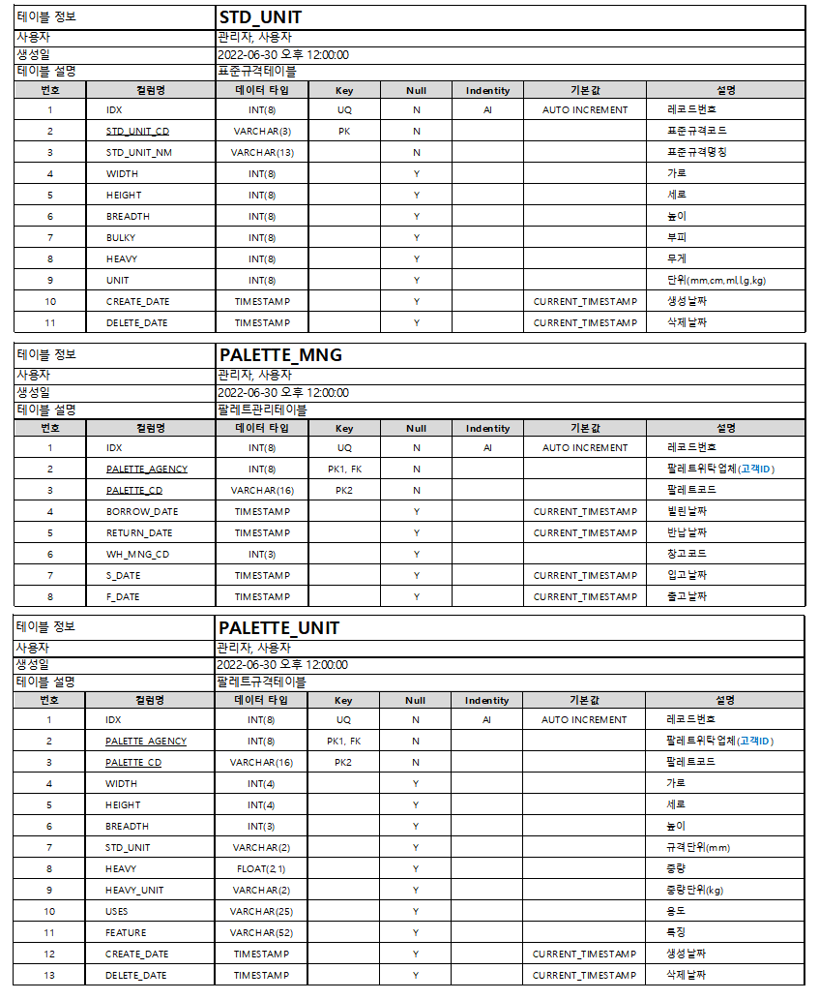 테이블 정보 STD_UNIT
사용자 관리자, 사용자
생성일 2022-06-30 오후 12:00:00
테이블 설명 표준규격테이블
번호 컬럼명 데이터 타입 Key Null Indentity 기본값 설명
1 IDX INT(8) UQ N AI AUTO INCREMENT 레코드번호
2 STD_UNIT_CD VARCHAR(3) PK N 표준규격코드
3 STD_UNIT_NM VARCHAR(13) N 표준규격명칭
4 WIDTH INT(8) Y 가로
5 HEIGHT INT(8) Y 세로
6 BREADTH INT(8) Y 높이
7 BULKY INT(8) Y 부피
8 HEAVY INT(8) Y 무게
9 UNIT INT(8) Y 단위(mm,cm,ml,l,g,kg)
10 CREATE_DATE TIMESTAMP Y CURRENT_TIMESTAMP 생성날짜
11 DELETE_DATE TIMESTAMP Y CURRENT_TIMESTAMP 삭제날짜
테이블 정보 PALETTE_MNG
사용자 관리자, 사용자
생성일 2022-06-30 오후 12:00:00
테이블 설명 팔레트관리테이블
번호 컬럼명 데이터 타입 Key Null Indentity 기본값 설명
1 IDX INT(8) UQ N AI AUTO INCREMENT 레코드번호
2 PALETTE_AGENCY INT(8) PK1, FK N 팔레트위탁업체(고객ID)
3 PALETTE_CD VARCHAR(16) PK2 N 팔레트코드
4 BORROW_DATE TIMESTAMP Y CURRENT_TIMESTAMP 빌린날짜
5 RETURN_DATE TIMESTAMP Y CURRENT_TIMESTAMP 반납날짜
6 WH_MNG_CD INT(3) Y 창고코드
7 S_DATE TIMESTAMP Y CURRENT_TIMESTAMP 입고날짜
8 F_DATE TIMESTAMP Y CURRENT_TIMESTAMP 출고날짜
테이블 정보 PALETTE_UNIT
사용자 관리자, 사용자
생성일 2022-06-30 오후 12:00:00
테이블 설명 팔레트규격테이블
번호 컬럼명 데이터 타입 Key Null Indentity 기본값 설명
1 IDX INT(8) UQ N AI AUTO INCREMENT 레코드번호
2 PALETTE_AGENCY INT(8) PK1, FK N 팔레트위탁업체(고객ID)
3 PALETTE_CD VARCHAR(16) PK2 N 팔레트코드
4 WIDTH INT(4) Y 가로
5 HEIGHT INT(4) Y 세로
6 BREADTH INT(3) Y 높이
7 STD_UNIT VARCHAR(2) Y 규격단위(mm)
8 HEAVY FLOAT(2,1) Y 중량
9 HEAVY_UNIT VARCHAR(2) Y 중량단위(kg)
10 USES VARCHAR(25) Y 용도
11 FEATURE VARCHAR(52) Y 특징
12 CREATE_DATE TIMESTAMP Y CURRENT_TIMESTAMP 생성날짜
13 DELETE_DATE TIMESTAMP Y CURRENT_TIMESTAMP 삭제날짜